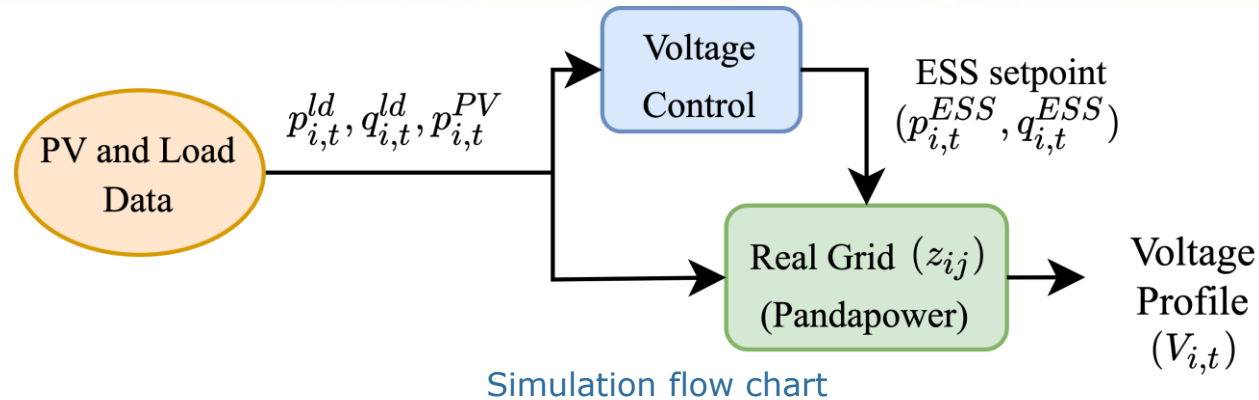 PV and Load
Data
$p_{i,t}^{ld}, q_{i,t}^{ld}, p_{i,t}^{PV}$
Voltage
Control
ESS setpoint
$(p_{i,t}^{ESS}, q_{i,t}^{ESS})$
Real Grid $(z_{ij})$
(Pandapower)
Voltage
Profile
$(V_{i,t})$
Simulation flow chart